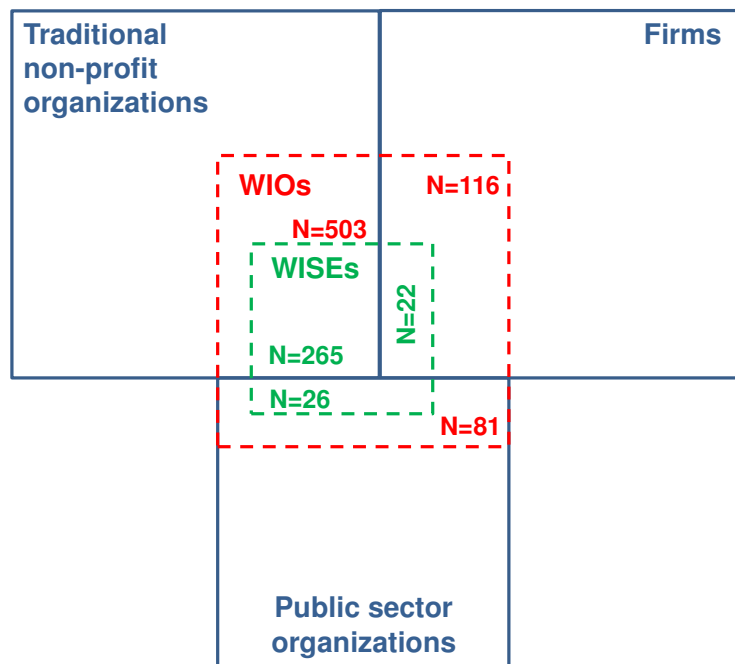 Traditional
non-profit
organizations
Firms
WIOs
N=116
N=503
WISEs
N=22
N=265
N=26
N=81
Public sector
organizations